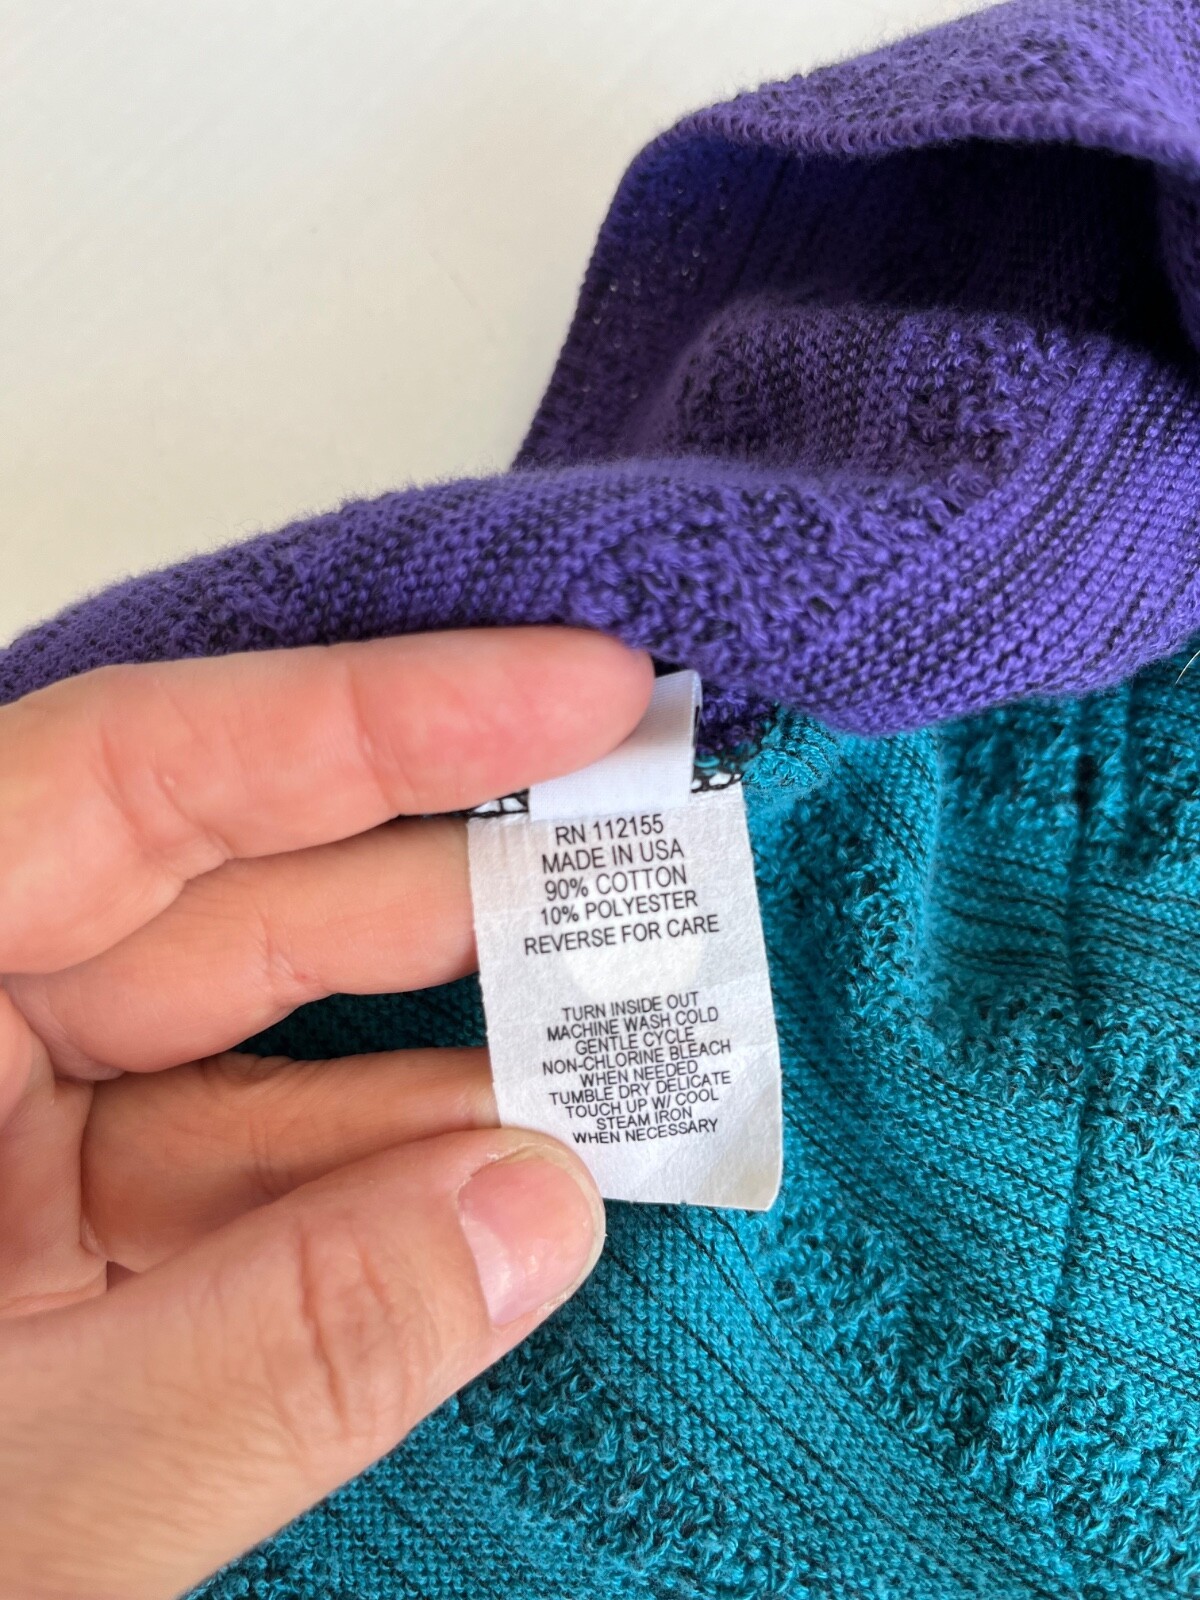 RN 112155
MADE IN USA
90% COTTON
10% POLYESTER
REVERSE FOR CARE
TURN INSIDE OUT
MACHINE WASH COLD
GENTLE CYCLE
NON-CHLORINE BLEACH
WHEN NEEDED
TUMBLE DRY DELICATE
TOUCH UP W/ COOL
STEAM IRON
WHEN NECESSARY